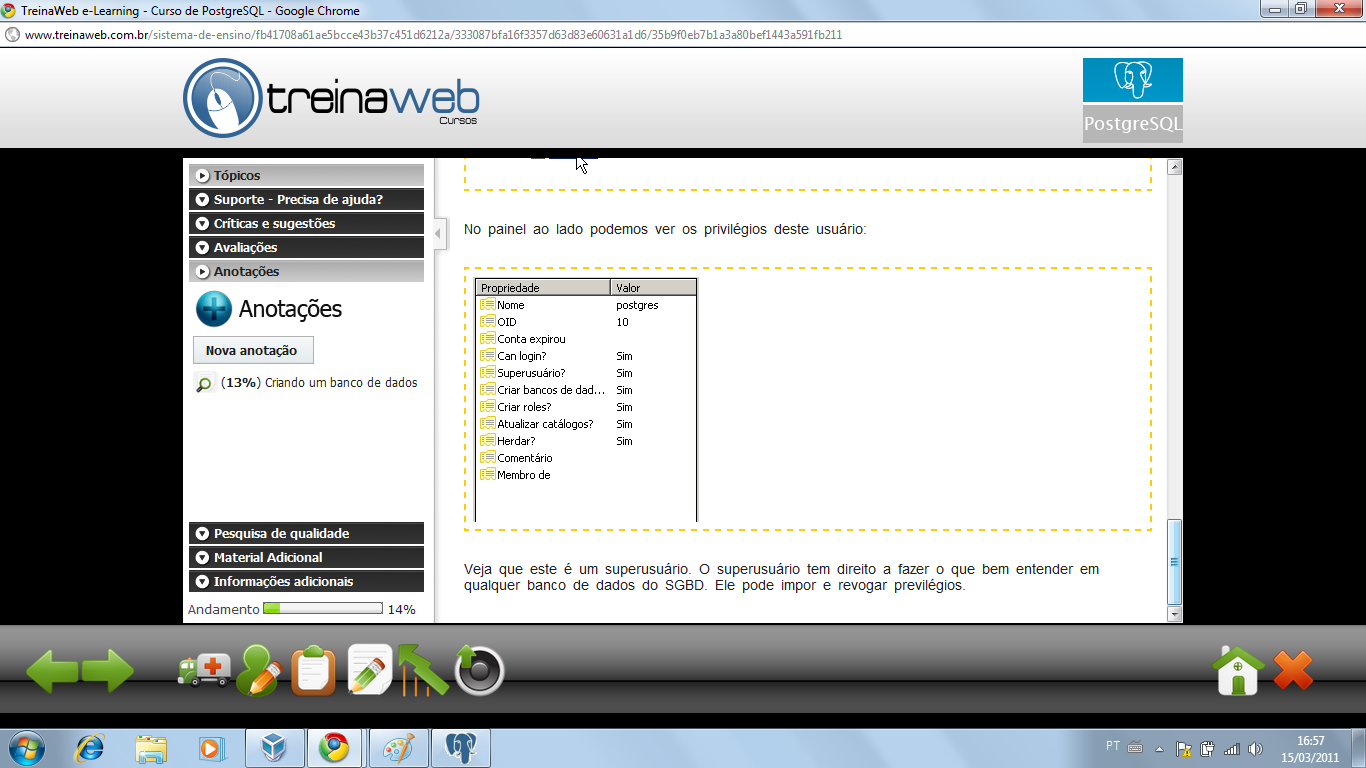 TreinaWeb e-Learning - Curso de PostgreSQL - Google Chrome
www.treinaweb.com.br/sistema-de-ensino/fb41708a61ae5bcce43b37c451d6212a/333087bfa16f3357d63d83e60631a1d6/35b9f0eb7b1a3a80bef1443a591fb211
treinaweb
Cursos
PostgreSQL
Tópicos
Suporte - Precisa de ajuda?
Críticas e sugestões
Avaliações
Anotações
Anotações
Nova anotação
(13%) Criando um banco de dados
Pesquisa de qualidade
Material Adicional
Informações adicionais
Andamento 14%
No painel ao lado podemos ver os privilégios deste usuário:
Propriedade Valor
Nome postgres
OID 10
Conta expirou
Can login? Sim
Superusuário? Sim
Criar bancos de dad... Sim
Criar roles? Sim
Atualizar catálogos? Sim
Herdar? Sim
Comentário
Membro de
Veja que este é um superusuário. O superusuário tem direito a fazer o que bem entender em
qualquer banco de dados do SGBD. Ele pode impor e revogar previlégios.
PT
16:57
15/03/2011